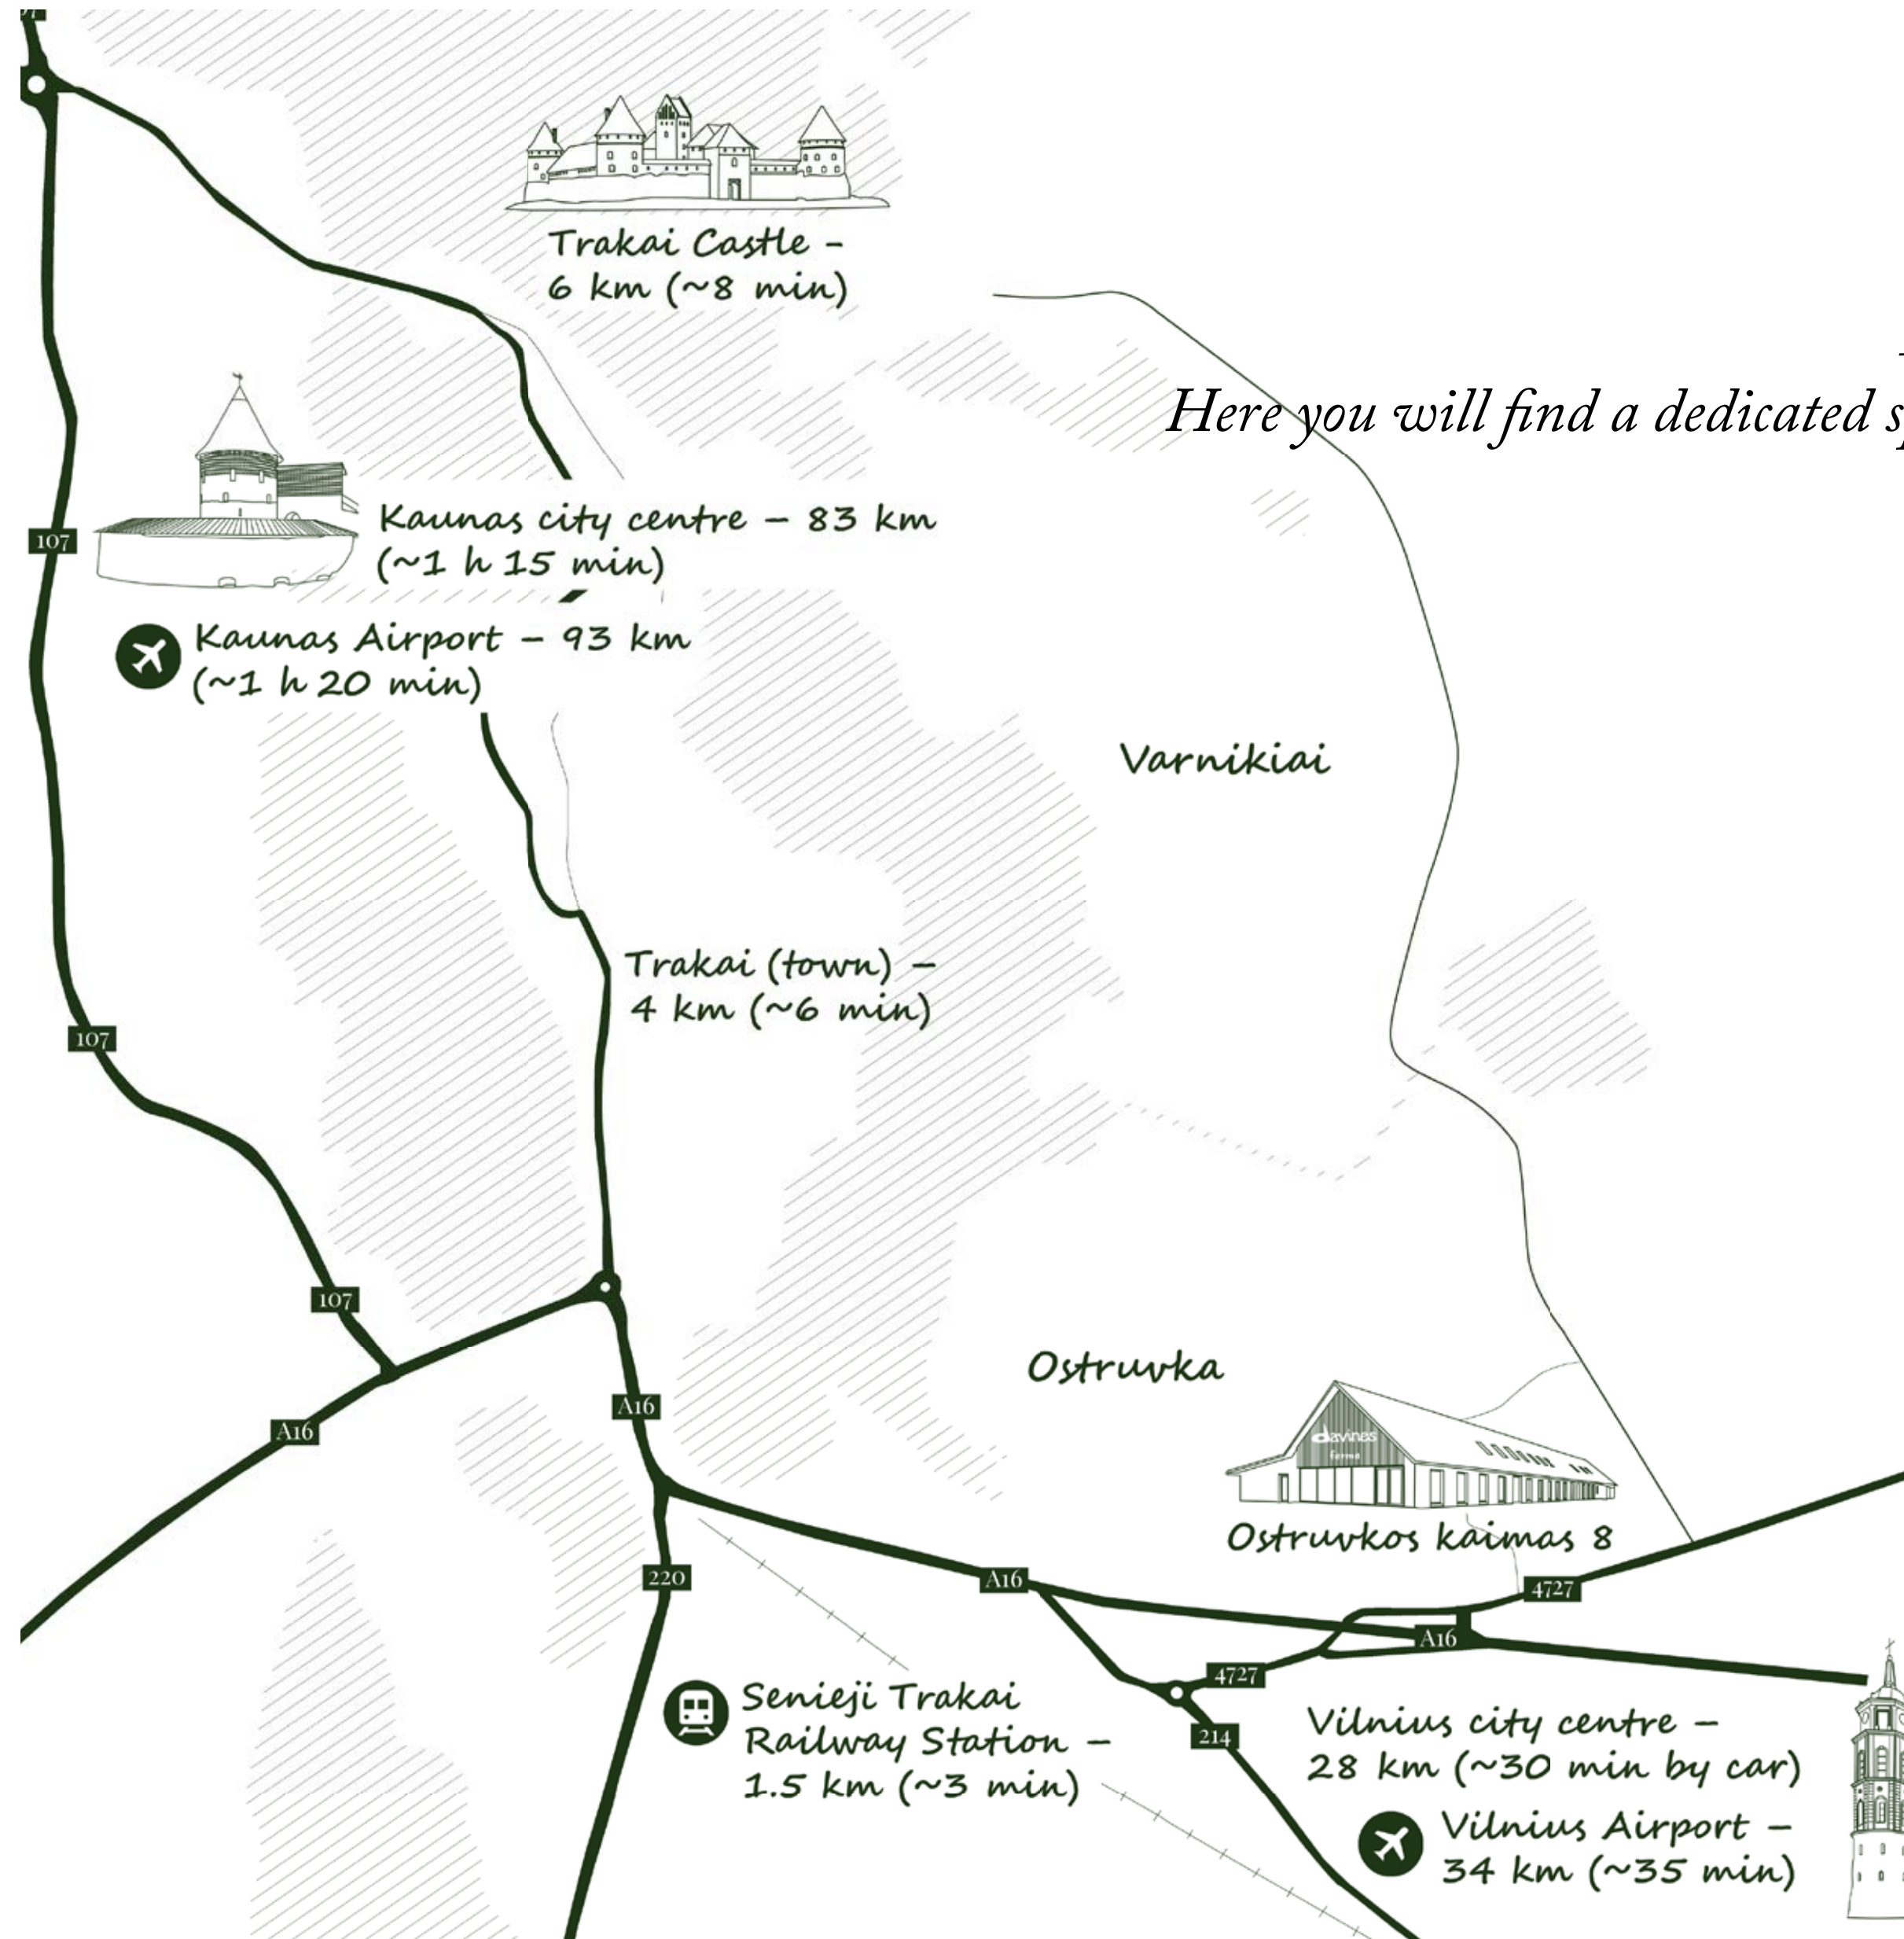 Trakai Castle –
6 km (~8 min)
Here you will find a dedicated
Kaunas city centre – 83 km
(~1 h 15 min)
107
Kaunas Airport – 93 km
(~1 h 20 min)
Varnikiai
Trakai (town) –
4 km (~6 min)
107
107
Ostruvka
A16
A16
davines
ferma
Ostruvkos kaimas 8
220
A16
4727
A16
4727
Senieji Trakai
Railway Station –
1.5 km (~3 min)
214
Vilnius city centre –
28 km (~30 min by car)
Vilnius Airport –
34 km (~35 min)